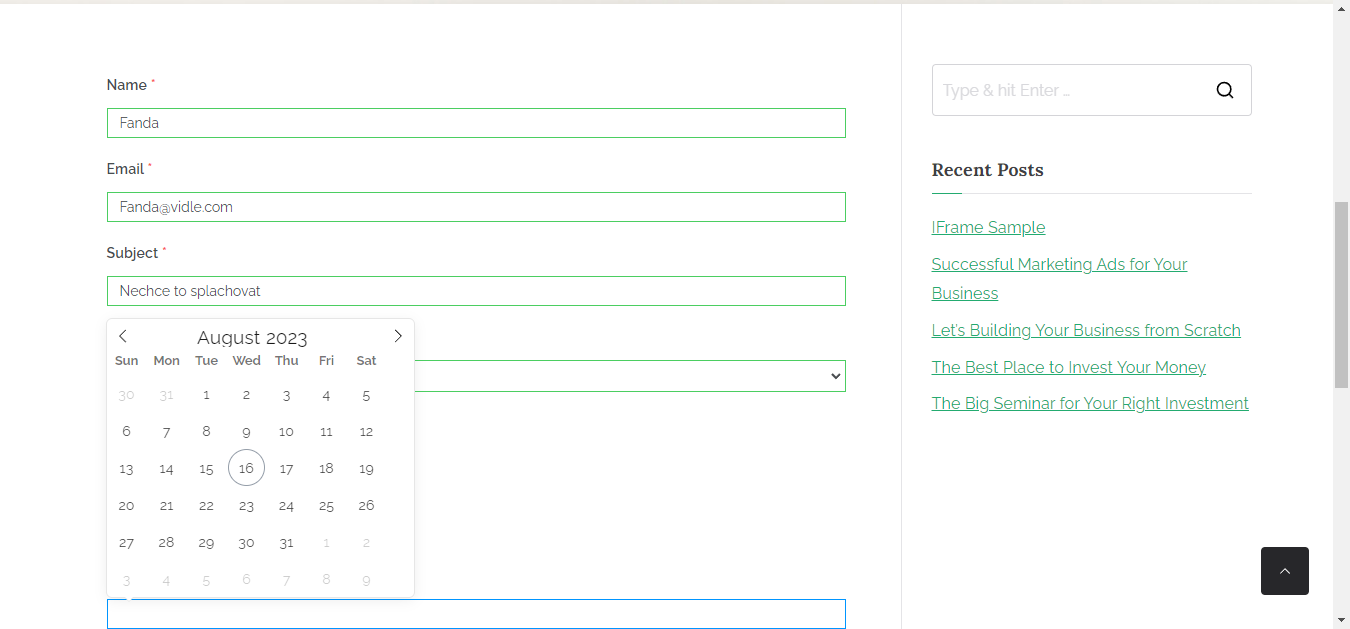 Name *
Fanda
Email *
Fanda@vidle.com
Subject *
Nechce to splachovat
August 2023
Sun Mon Tue Wed Thu Fri Sat
30 31 1 2 3 4 5
6 7 8 9 10 11 12
13 14 15 16 17 18 19
20 21 22 23 24 25 26
27 28 29 30 31 1 2
3 4 5 6 7 8 9
Type & hit Enter ...
Recent Posts
IFrame Sample
Successful Marketing Ads for Your
Business
Let's Building Your Business from Scratch
The Best Place to Invest Your Money
The Big Seminar for Your Right Investment